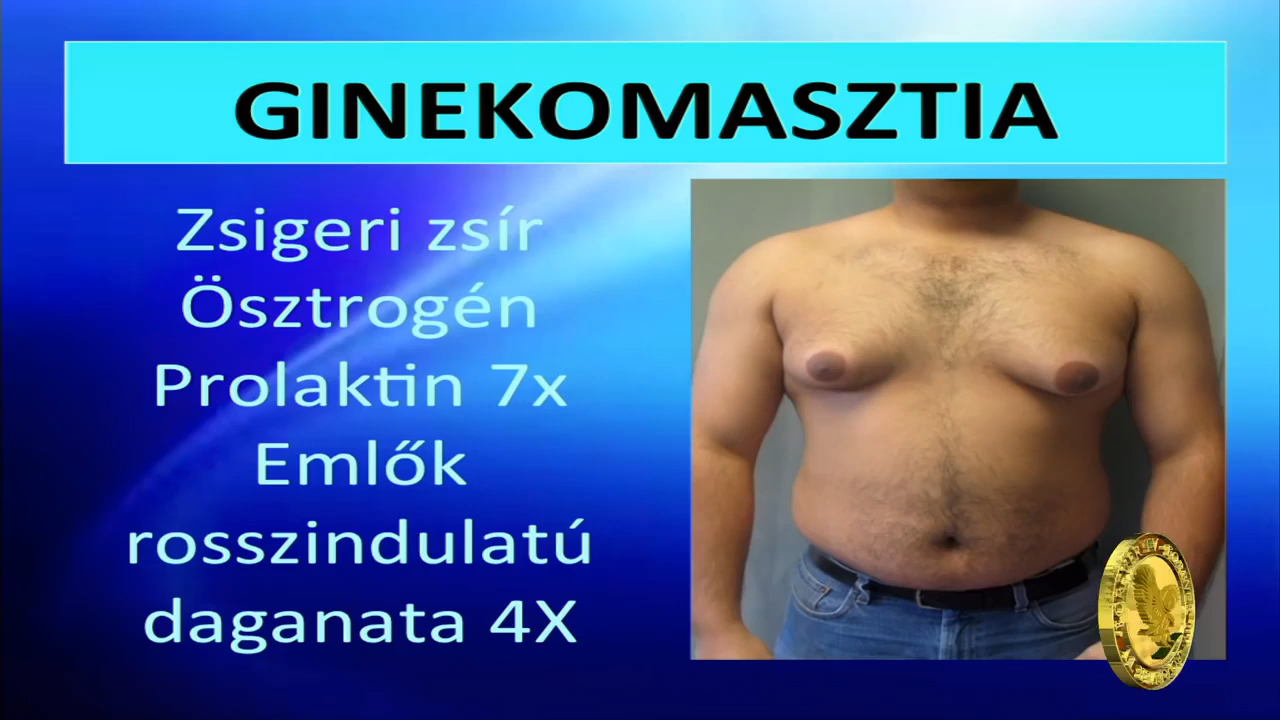 GINEKOMASZTIA
Zsigeri zsír
Ösztrogén
Prolaktin 7x
Emlők
rosszindulatú
daganata 4X